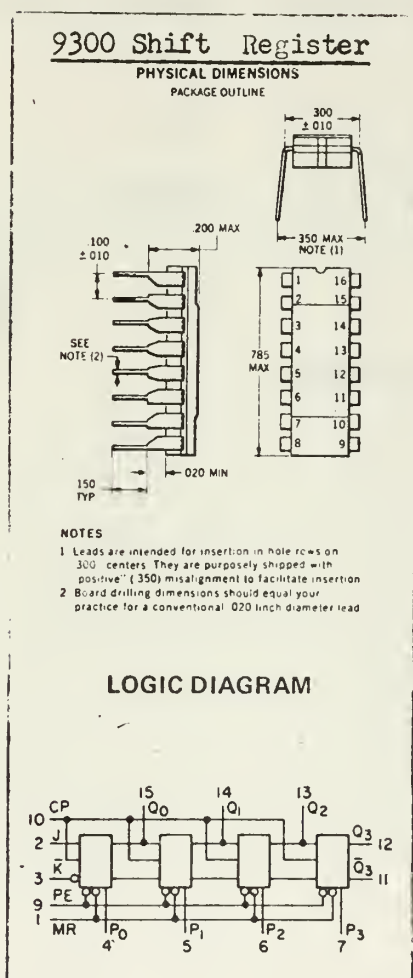 9300 Shift Register
PHYSICAL DIMENSIONS
PACKAGE OUTLINE
.300
± .010
350 MAX
NOTE (1)
.200 MAX
.100
± .010
SEE
NOTE (2)
785
MAX
1 16
2 15
3 14
4 13
5 12
6 11
7 10
8 9
020 MIN
150
TYP
NOTES
1 Leads are intended for insertion in hole rows on
300 centers They are purposely shipped with
positive" (350) misalignment to facilitate insertion
2 Board drilling dimensions should equal your
practice for a conventional 020 linch diameter lead
LOGIC DIAGRAM
15 14 13
10 CP Q0 Q1 Q2
2 J Q3 12
3 K̅ Q̅3 11
9 PE
1 MR P0 P1 P2 P3
4 5 6 7